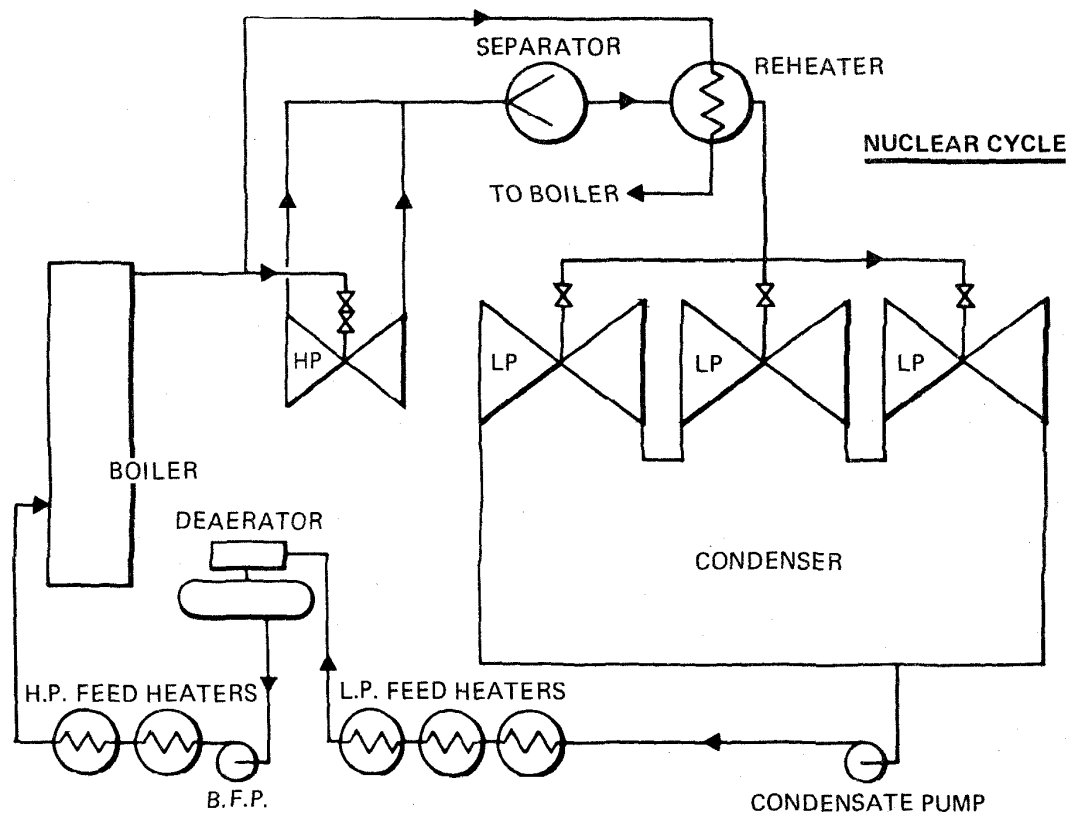 SEPARATOR
REHEATER
NUCLEAR CYCLE
TO BOILER
HP
LP
LP
LP
BOILER
DEAERATOR
CONDENSER
H.P. FEED HEATERS
L.P. FEED HEATERS
B.F.P.
CONDENSATE PUMP